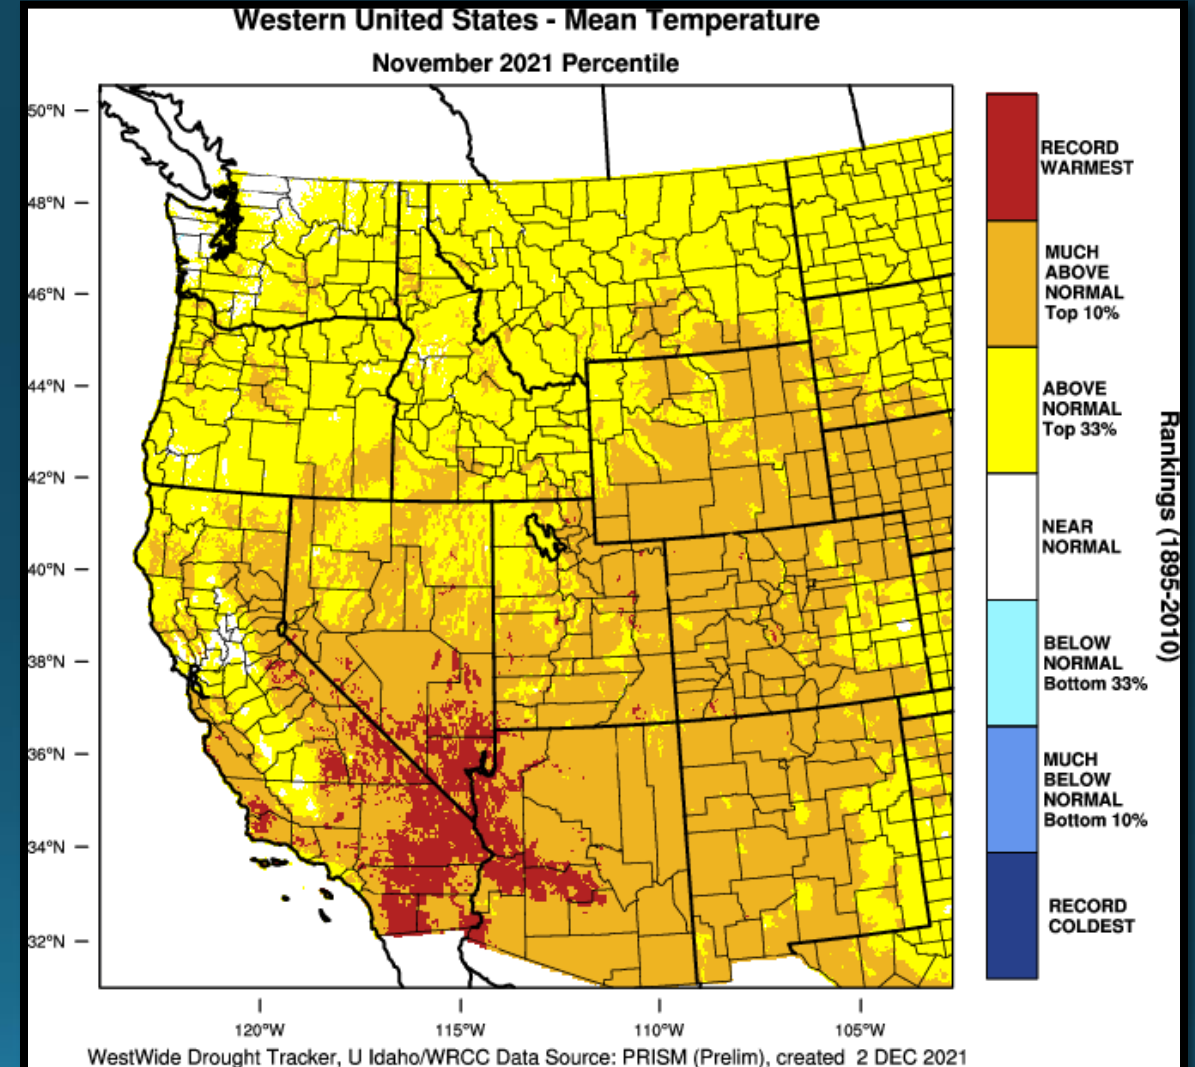 Western United States - Mean Temperature
November 2021 Percentile
50°N
48°N
46°N
44°N
42°N
40°N
38°N
36°N
34°N
32°N
120°W
115°W
110°W
105°W
RECORD
WARMEST
MUCH
ABOVE
NORMAL
Top 10%
ABOVE
NORMAL
Top 33%
NEAR
NORMAL
BELOW
NORMAL
Bottom 33%
MUCH
BELOW
NORMAL
Bottom 10%
RECORD
COLDEST
Rankings (1895-2010)
WestWide Drought Tracker, U Idaho/WRCC Data Source: PRISM (Prelim), created 2 DEC 2021